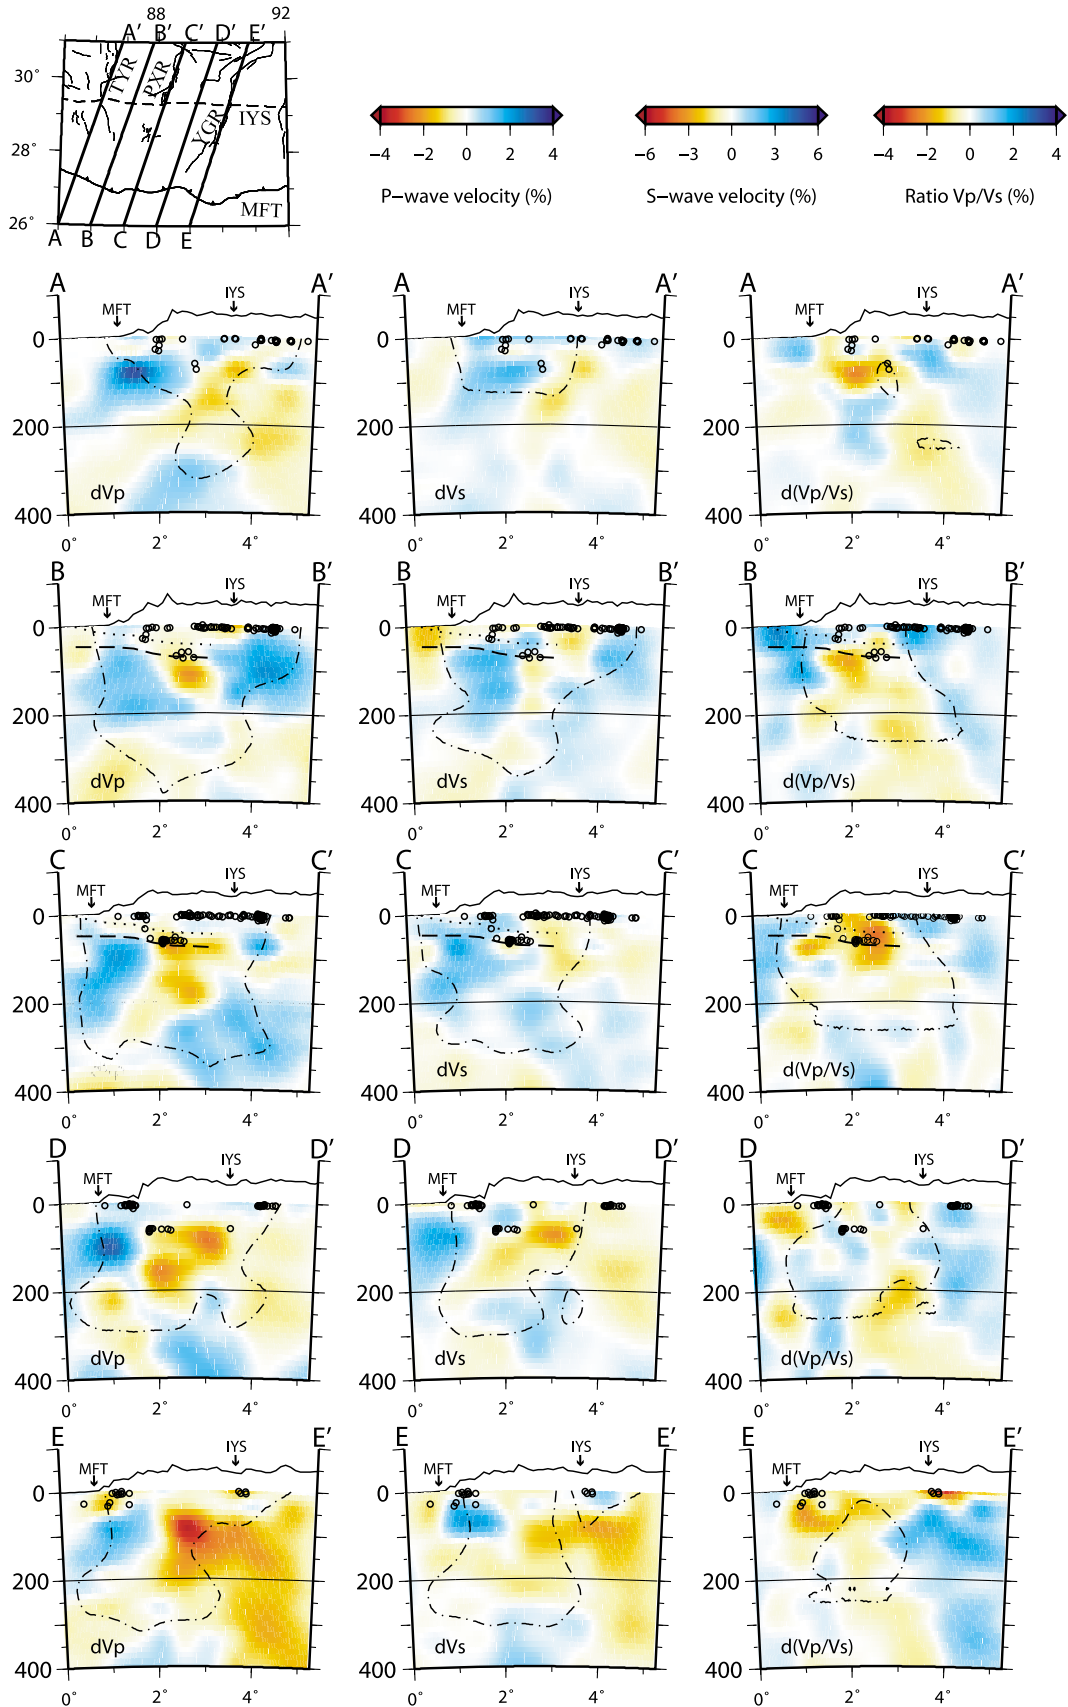 88 92
A' B' C' D' E'
30°
TYR PXR YGR
IYS
28°
MFT
26°
A B C D E
−4 −2 0 2 4
P−wave velocity (%)
−6 −3 0 3 6
S−wave velocity (%)
−4 −2 0 2 4
Ratio Vp/Vs (%)
A A' A A' A A'
MFT IYS MFT IYS MFT IYS
0 0 0
200 200 200
dVp dVs d(Vp/Vs)
400 400 400
0° 2° 4° 0° 2° 4° 0° 2° 4°
B B' B B' B B'
MFT IYS MFT IYS MFT IYS
0 0 0
200 200 200
dVp dVs d(Vp/Vs)
400 400 400
0° 2° 4° 0° 2° 4° 0° 2° 4°
C C' C C' C C'
MFT IYS MFT IYS MFT IYS
0 0 0
200 200 200
dVp dVs d(Vp/Vs)
400 400 400
0° 2° 4° 0° 2° 4° 0° 2° 4°
D D' D D' D D'
MFT IYS MFT IYS MFT IYS
0 0 0
200 200 200
dVp dVs d(Vp/Vs)
400 400 400
0° 2° 4° 0° 2° 4° 0° 2° 4°
E E' E E' E E'
MFT IYS MFT IYS MFT IYS
0 0 0
200 200 200
dVp dVs d(Vp/Vs)
400 400 400
0° 2° 4° 0° 2° 4° 0° 2° 4°